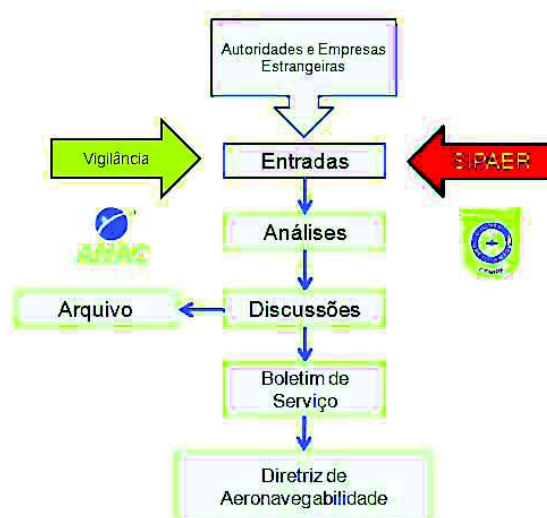 Autoridades e Empresas
Estrangeiras
Vigilância
Entradas
SIPAER
ANAC
Análises
Arquivo
Discussões
Boletim de
Serviço
Diretriz de
Aeronavegabilidade